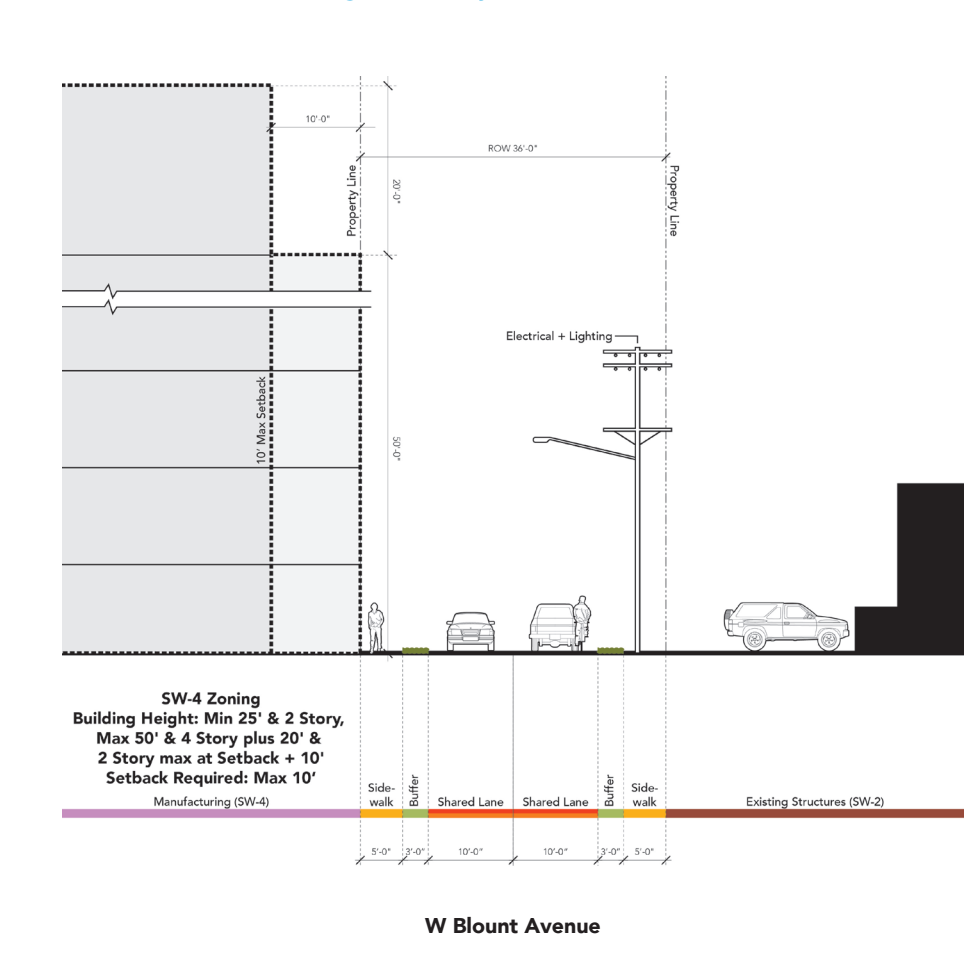 10'-0"
ROW 36'-0"
Property Line
20'-0"
Property Line
Electrical + Lighting
10' Max Setback
50'-0"
SW-4 Zoning
Building Height: Min 25' & 2 Story,
Max 50' & 4 Story plus 20' &
2 Story max at Setback + 10'
Setback Required: Max 10'
Manufacturing (SW-4)
Side-
walk
Buffer
Shared Lane
Shared Lane
Buffer
Side-
walk
Existing Structures (SW-2)
5'-0"
3'-0"
10'-0"
10'-0"
3'-0"
5'-0"
W Blount Avenue